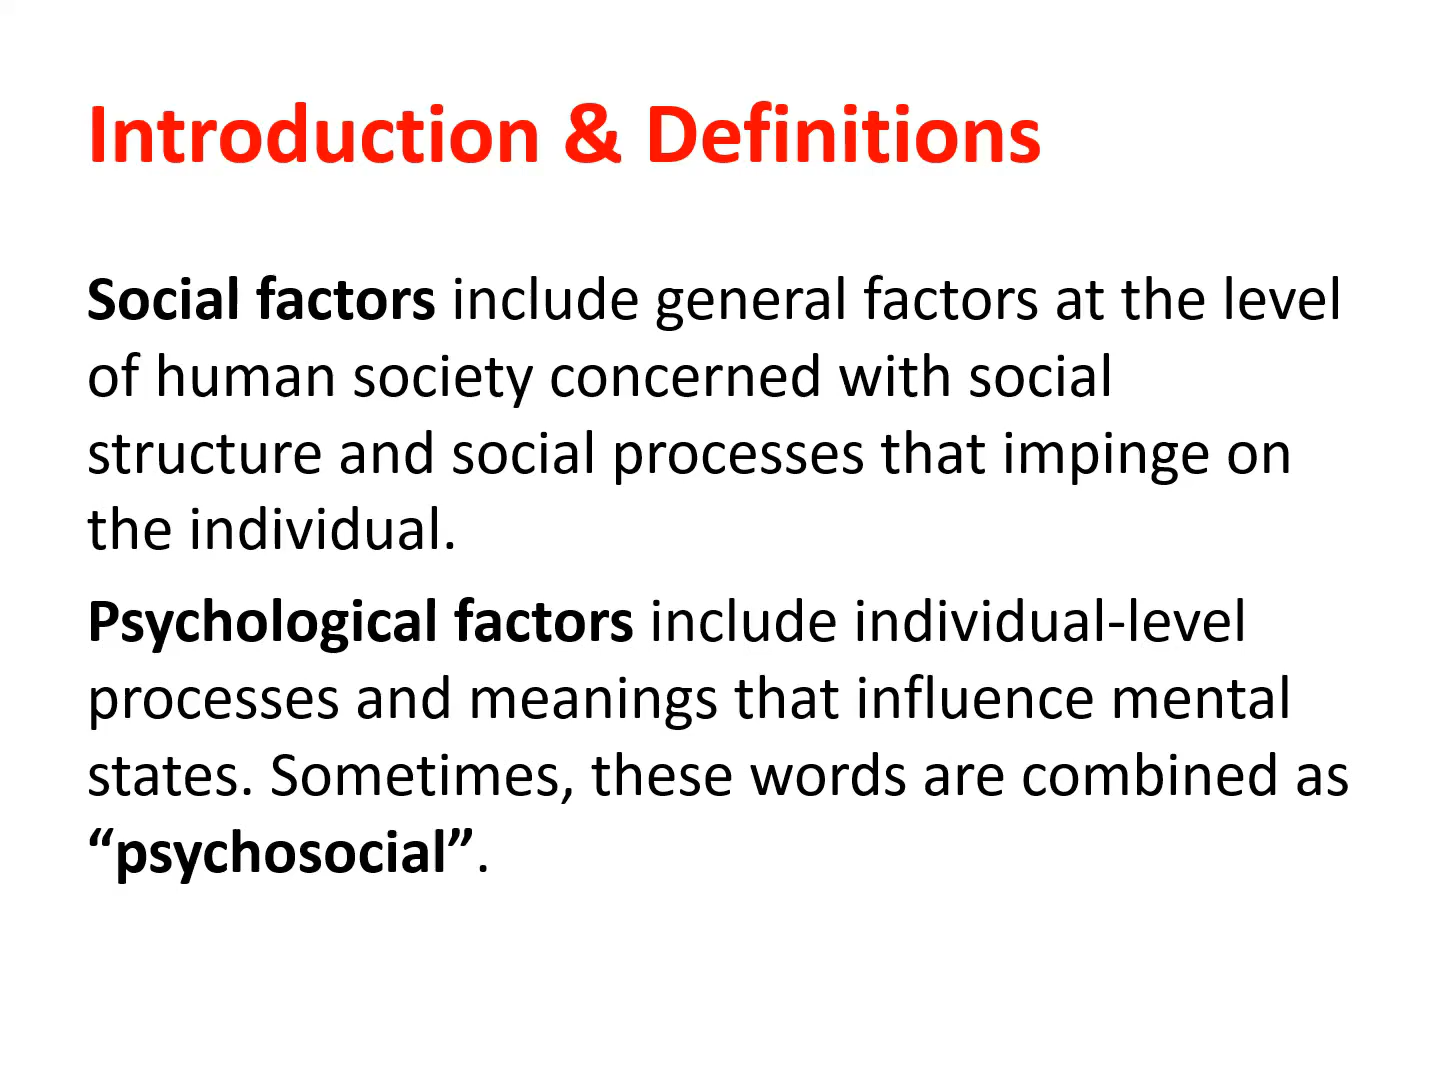 Introduction & Definitions
Social factors include general factors at the level
of human society concerned with social
structure and social processes that impinge on
the individual.
Psychological factors include individual-level
processes and meanings that influence mental
states. Sometimes, these words are combined as
“psychosocial”.